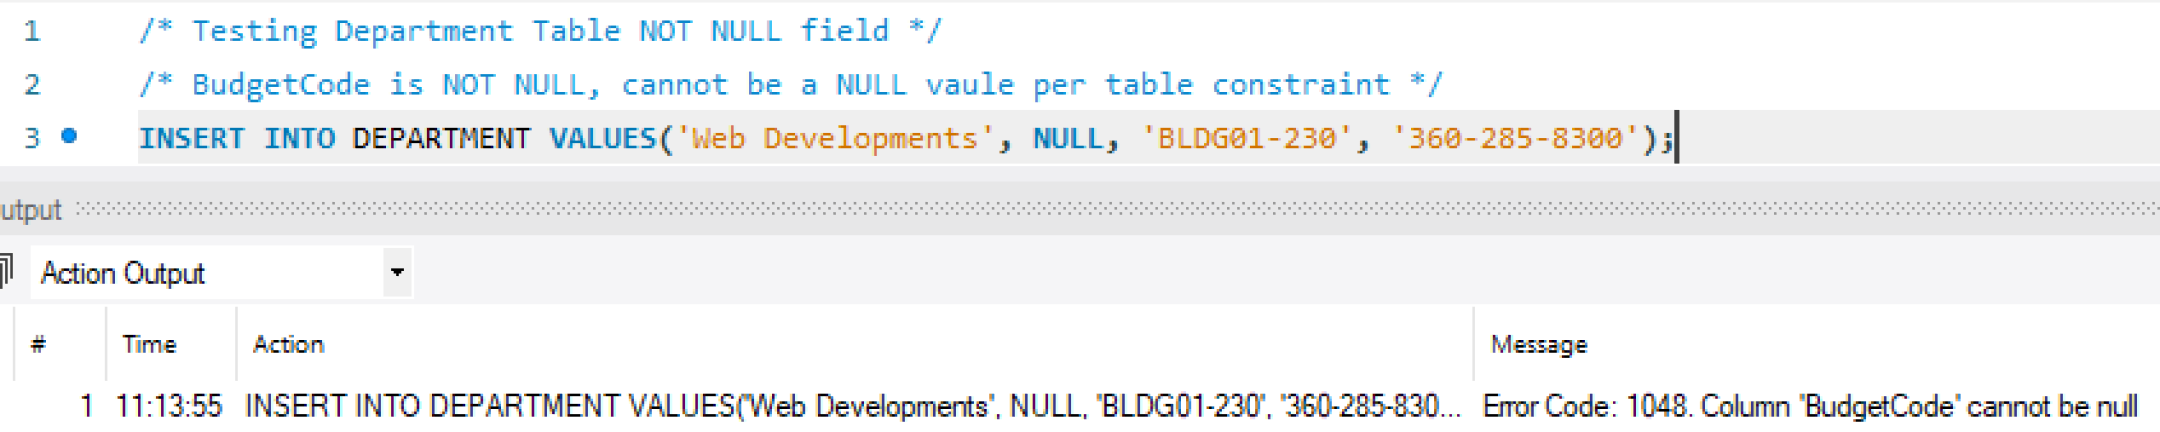 1 /* Testing Department Table NOT NULL field */
2 /* BudgetCode is NOT NULL, cannot be a NULL vaule per table constraint */
3 INSERT INTO DEPARTMENT VALUES('Web Developments', NULL, 'BLDG01-230', '360-285-8300');
utput
Action Output
# Time Action Message
1 11:13:55 INSERT INTO DEPARTMENT VALUES('Web Developments', NULL, 'BLDG01-230', '360-285-830... Error Code: 1048. Column 'BudgetCode' cannot be null